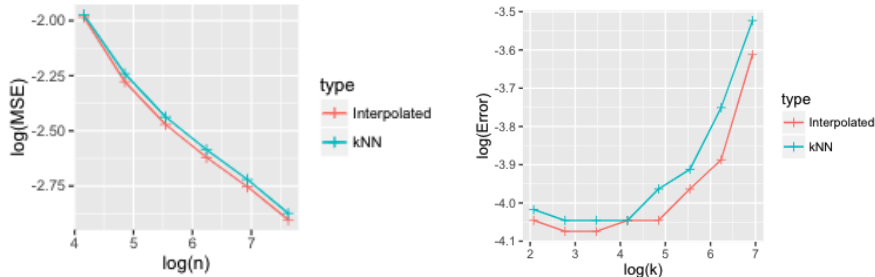 -2.00
-2.25
-2.50
-2.75
log(MSE)
4
5
6
7
log(n)
type
Interpolated
kNN
-3.5
-3.6
-3.7
-3.8
-3.9
-4.0
-4.1
log(Error)
2
3
4
5
6
7
log(k)
type
Interpolated
kNN